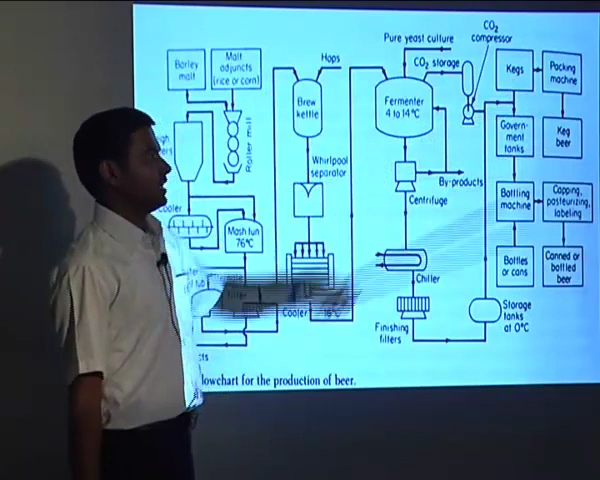 Barley
malt
Malt
adjuncts
(rice or corn)
Roller mill
Mash tun
76°C
Hops
Brew
kettle
Whirlpool
separator
Cooler
Pure yeast culture
CO2 storage
CO2
compressor
Fermenter
4 to 14°C
By-products
Centrifuge
Chiller
Finishing
filters
Storage
tanks
at 0°C
Kegs
Packing
machine
Govern-
ment
tanks
Keg
beer
Bottling
machine
Capping,
pasteurizing,
labeling
Bottles
or cans
Canned or
bottled
beer
lowchart for the production of beer.